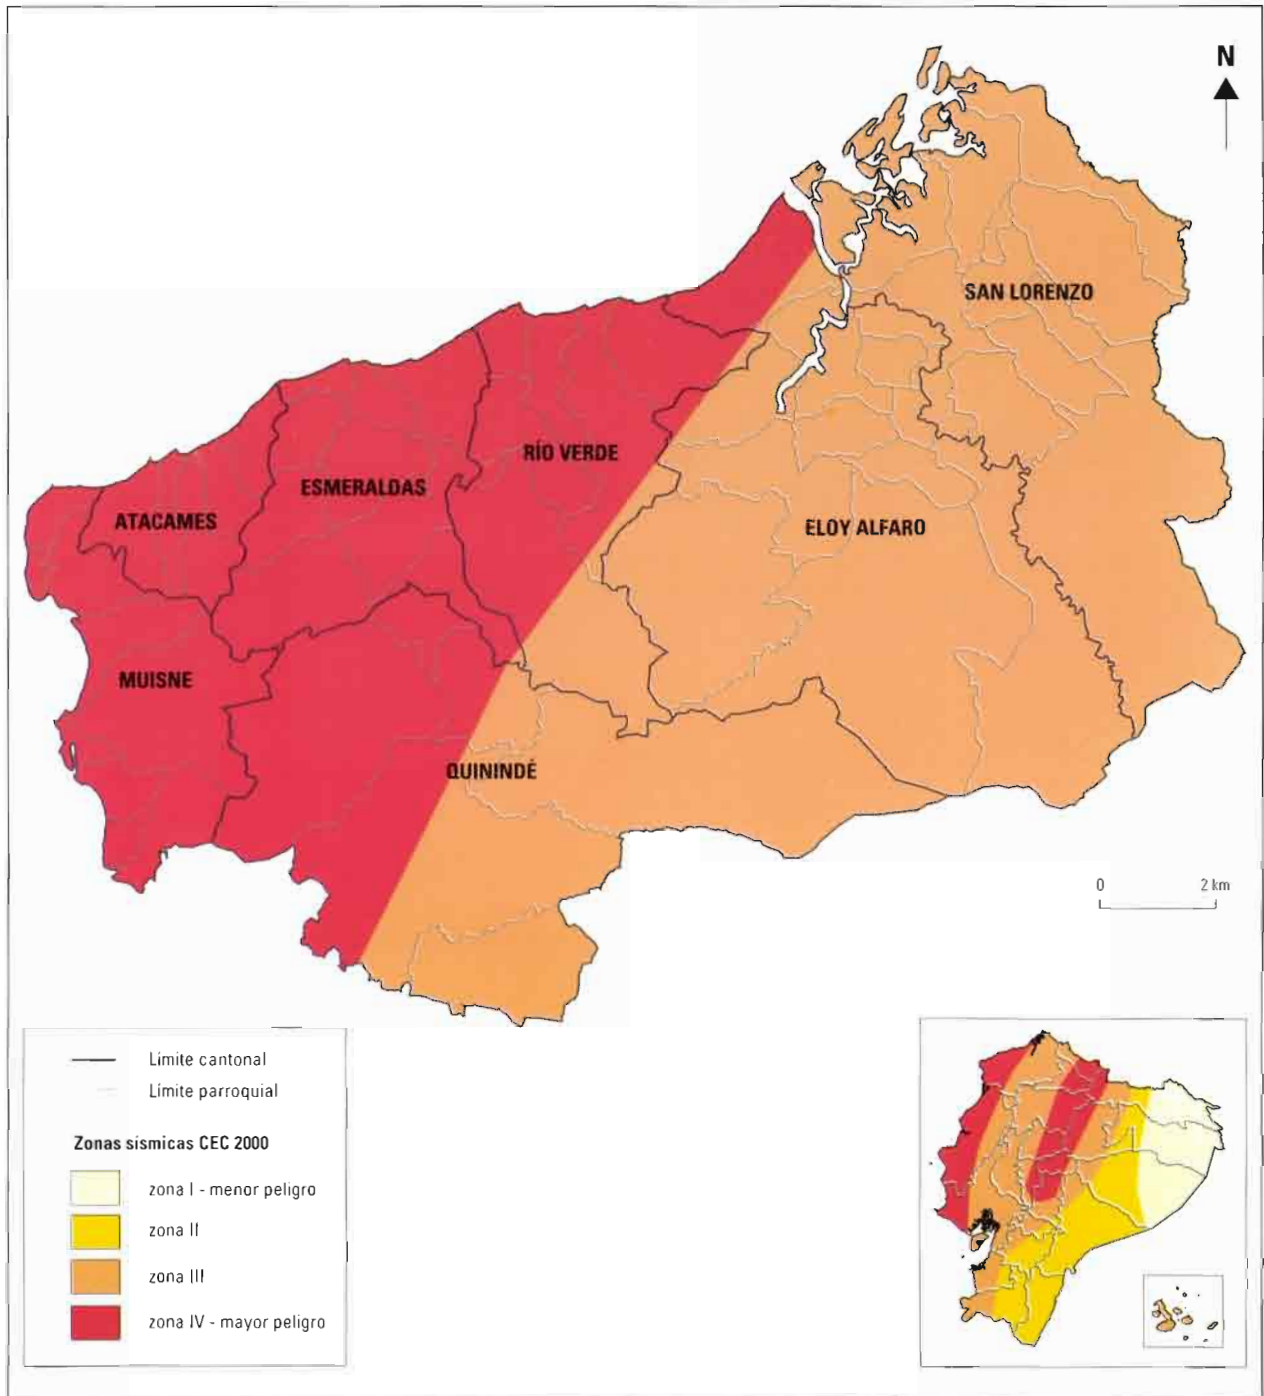 N
SAN LORENZO
RÍO VERDE
ESMERALDAS
ATACAMES
ELOY ALFARO
MUISNE
QUININDÉ
0 2 km
Límite cantonal
Límite parroquial
Zonas sísmicas CEC 2000
zona I - menor peligro
zona II
zona III
zona IV - mayor peligro